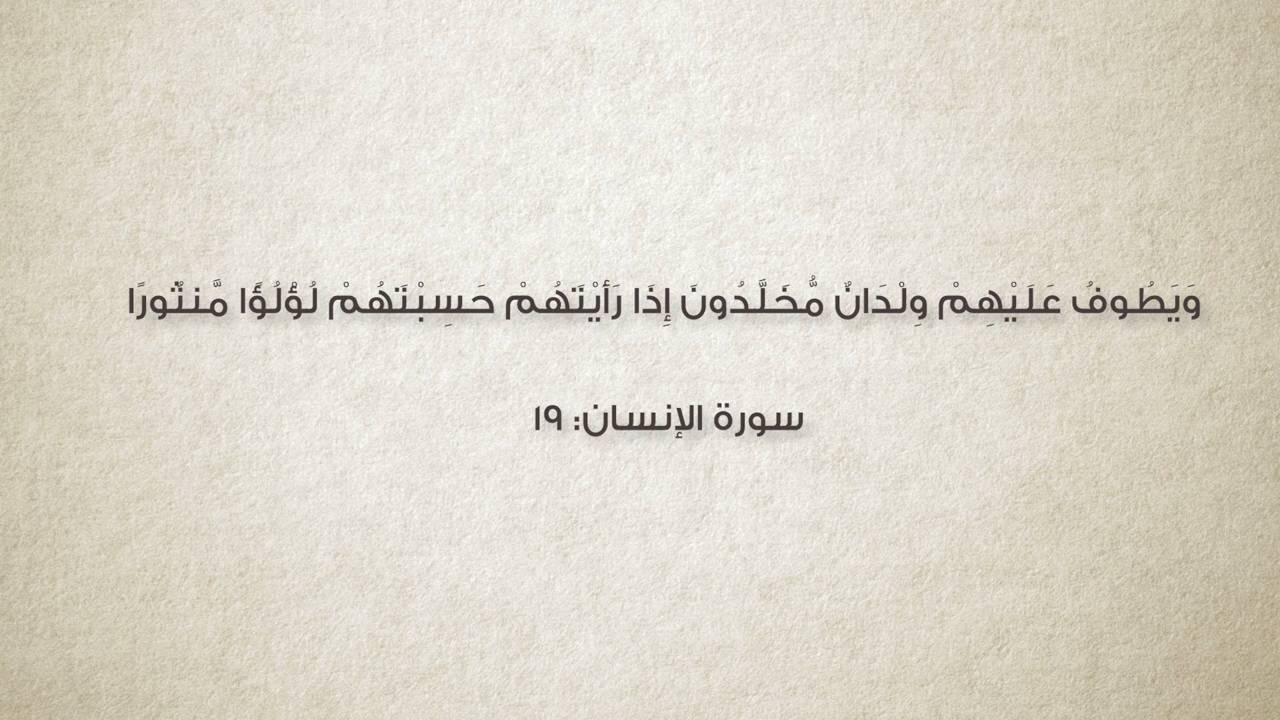 وَيَطُوفُ عَلَيْهِمْ وِلْدَانٌ مُّخَلَّدُونَ إِذَا رَأَيْتَهُمْ حَسِبْتَهُمْ لُؤْلُؤًا مَّنثُورًا
سورة الإنسان: ١٩